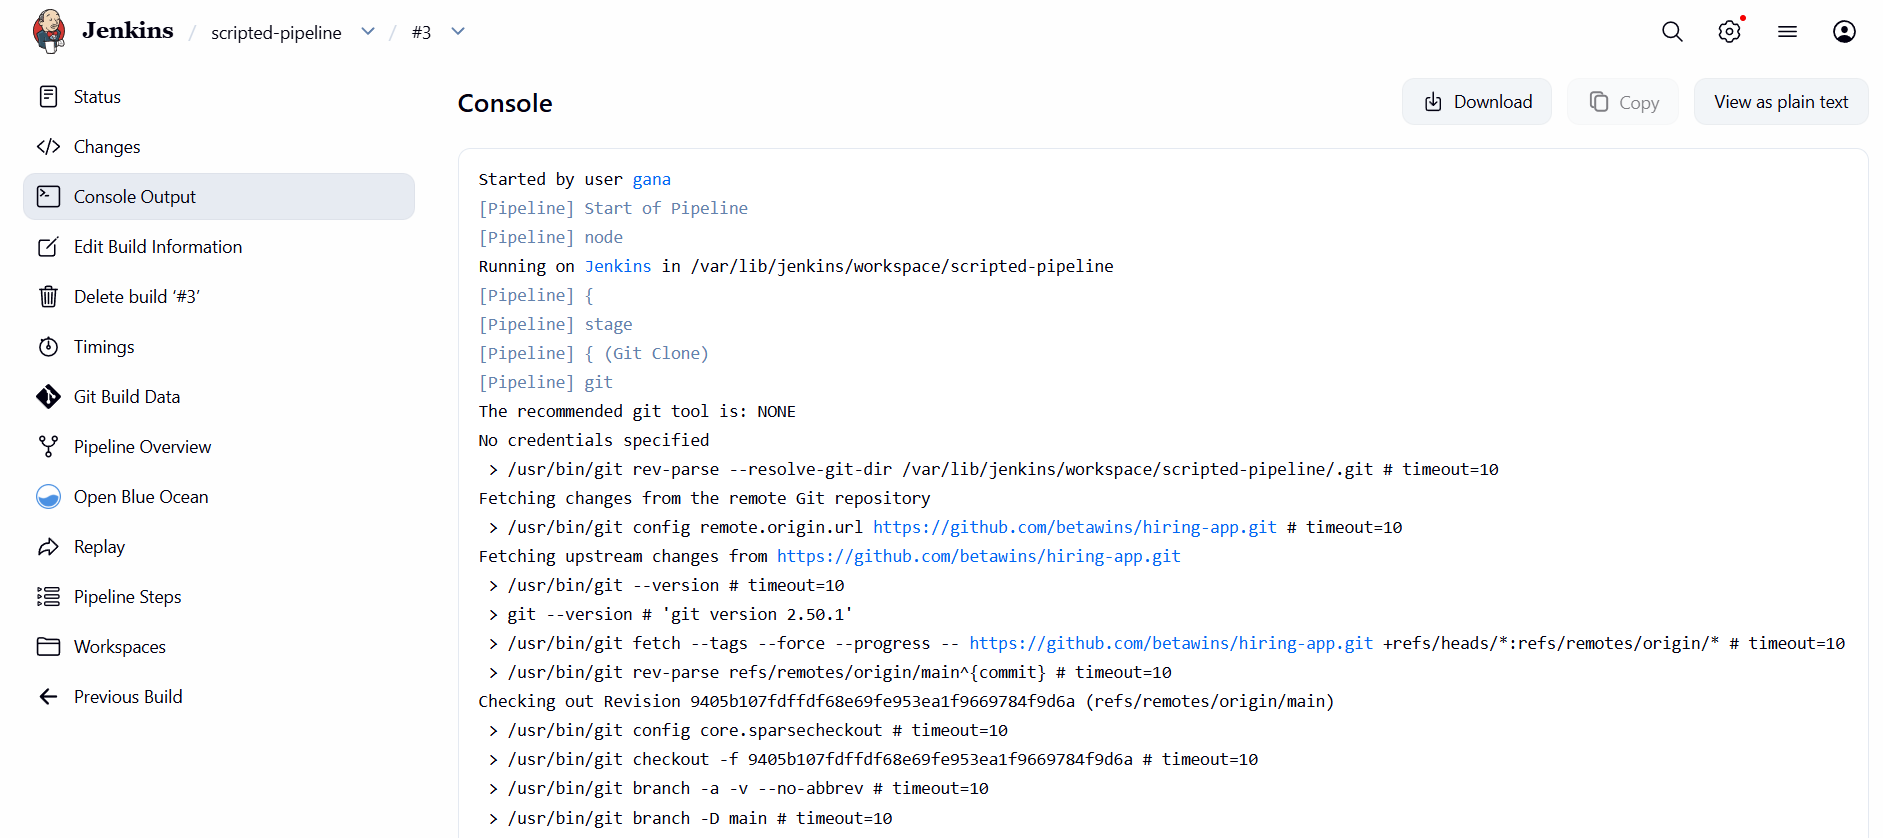 Jenkins / scripted-pipeline / #3
Status
Changes
Console Output
Edit Build Information
Delete build ‘#3’
Timings
Git Build Data
Pipeline Overview
Open Blue Ocean
Replay
Pipeline Steps
Workspaces
Previous Build
Console
Download
Copy
View as plain text
Started by user gana
[Pipeline] Start of Pipeline
[Pipeline] node
Running on Jenkins in /var/lib/jenkins/workspace/scripted-pipeline
[Pipeline] {
[Pipeline] stage
[Pipeline] { (Git Clone)
[Pipeline] git
The recommended git tool is: NONE
No credentials specified
> /usr/bin/git rev-parse --resolve-git-dir /var/lib/jenkins/workspace/scripted-pipeline/.git # timeout=10
Fetching changes from the remote Git repository
> /usr/bin/git config remote.origin.url https://github.com/betawins/hiring-app.git # timeout=10
Fetching upstream changes from https://github.com/betawins/hiring-app.git
> /usr/bin/git --version # timeout=10
> git --version # 'git version 2.50.1'
> /usr/bin/git fetch --tags --force --progress -- https://github.com/betawins/hiring-app.git +refs/heads/*:refs/remotes/origin/* # timeout=10
> /usr/bin/git rev-parse refs/remotes/origin/main^{commit} # timeout=10
Checking out Revision 9405b107fdffdf68e69fe953ea1f9669784f9d6a (refs/remotes/origin/main)
> /usr/bin/git config core.sparsecheckout # timeout=10
> /usr/bin/git checkout -f 9405b107fdffdf68e69fe953ea1f9669784f9d6a # timeout=10
> /usr/bin/git branch -a -v --no-abbrev # timeout=10
> /usr/bin/git branch -D main # timeout=10